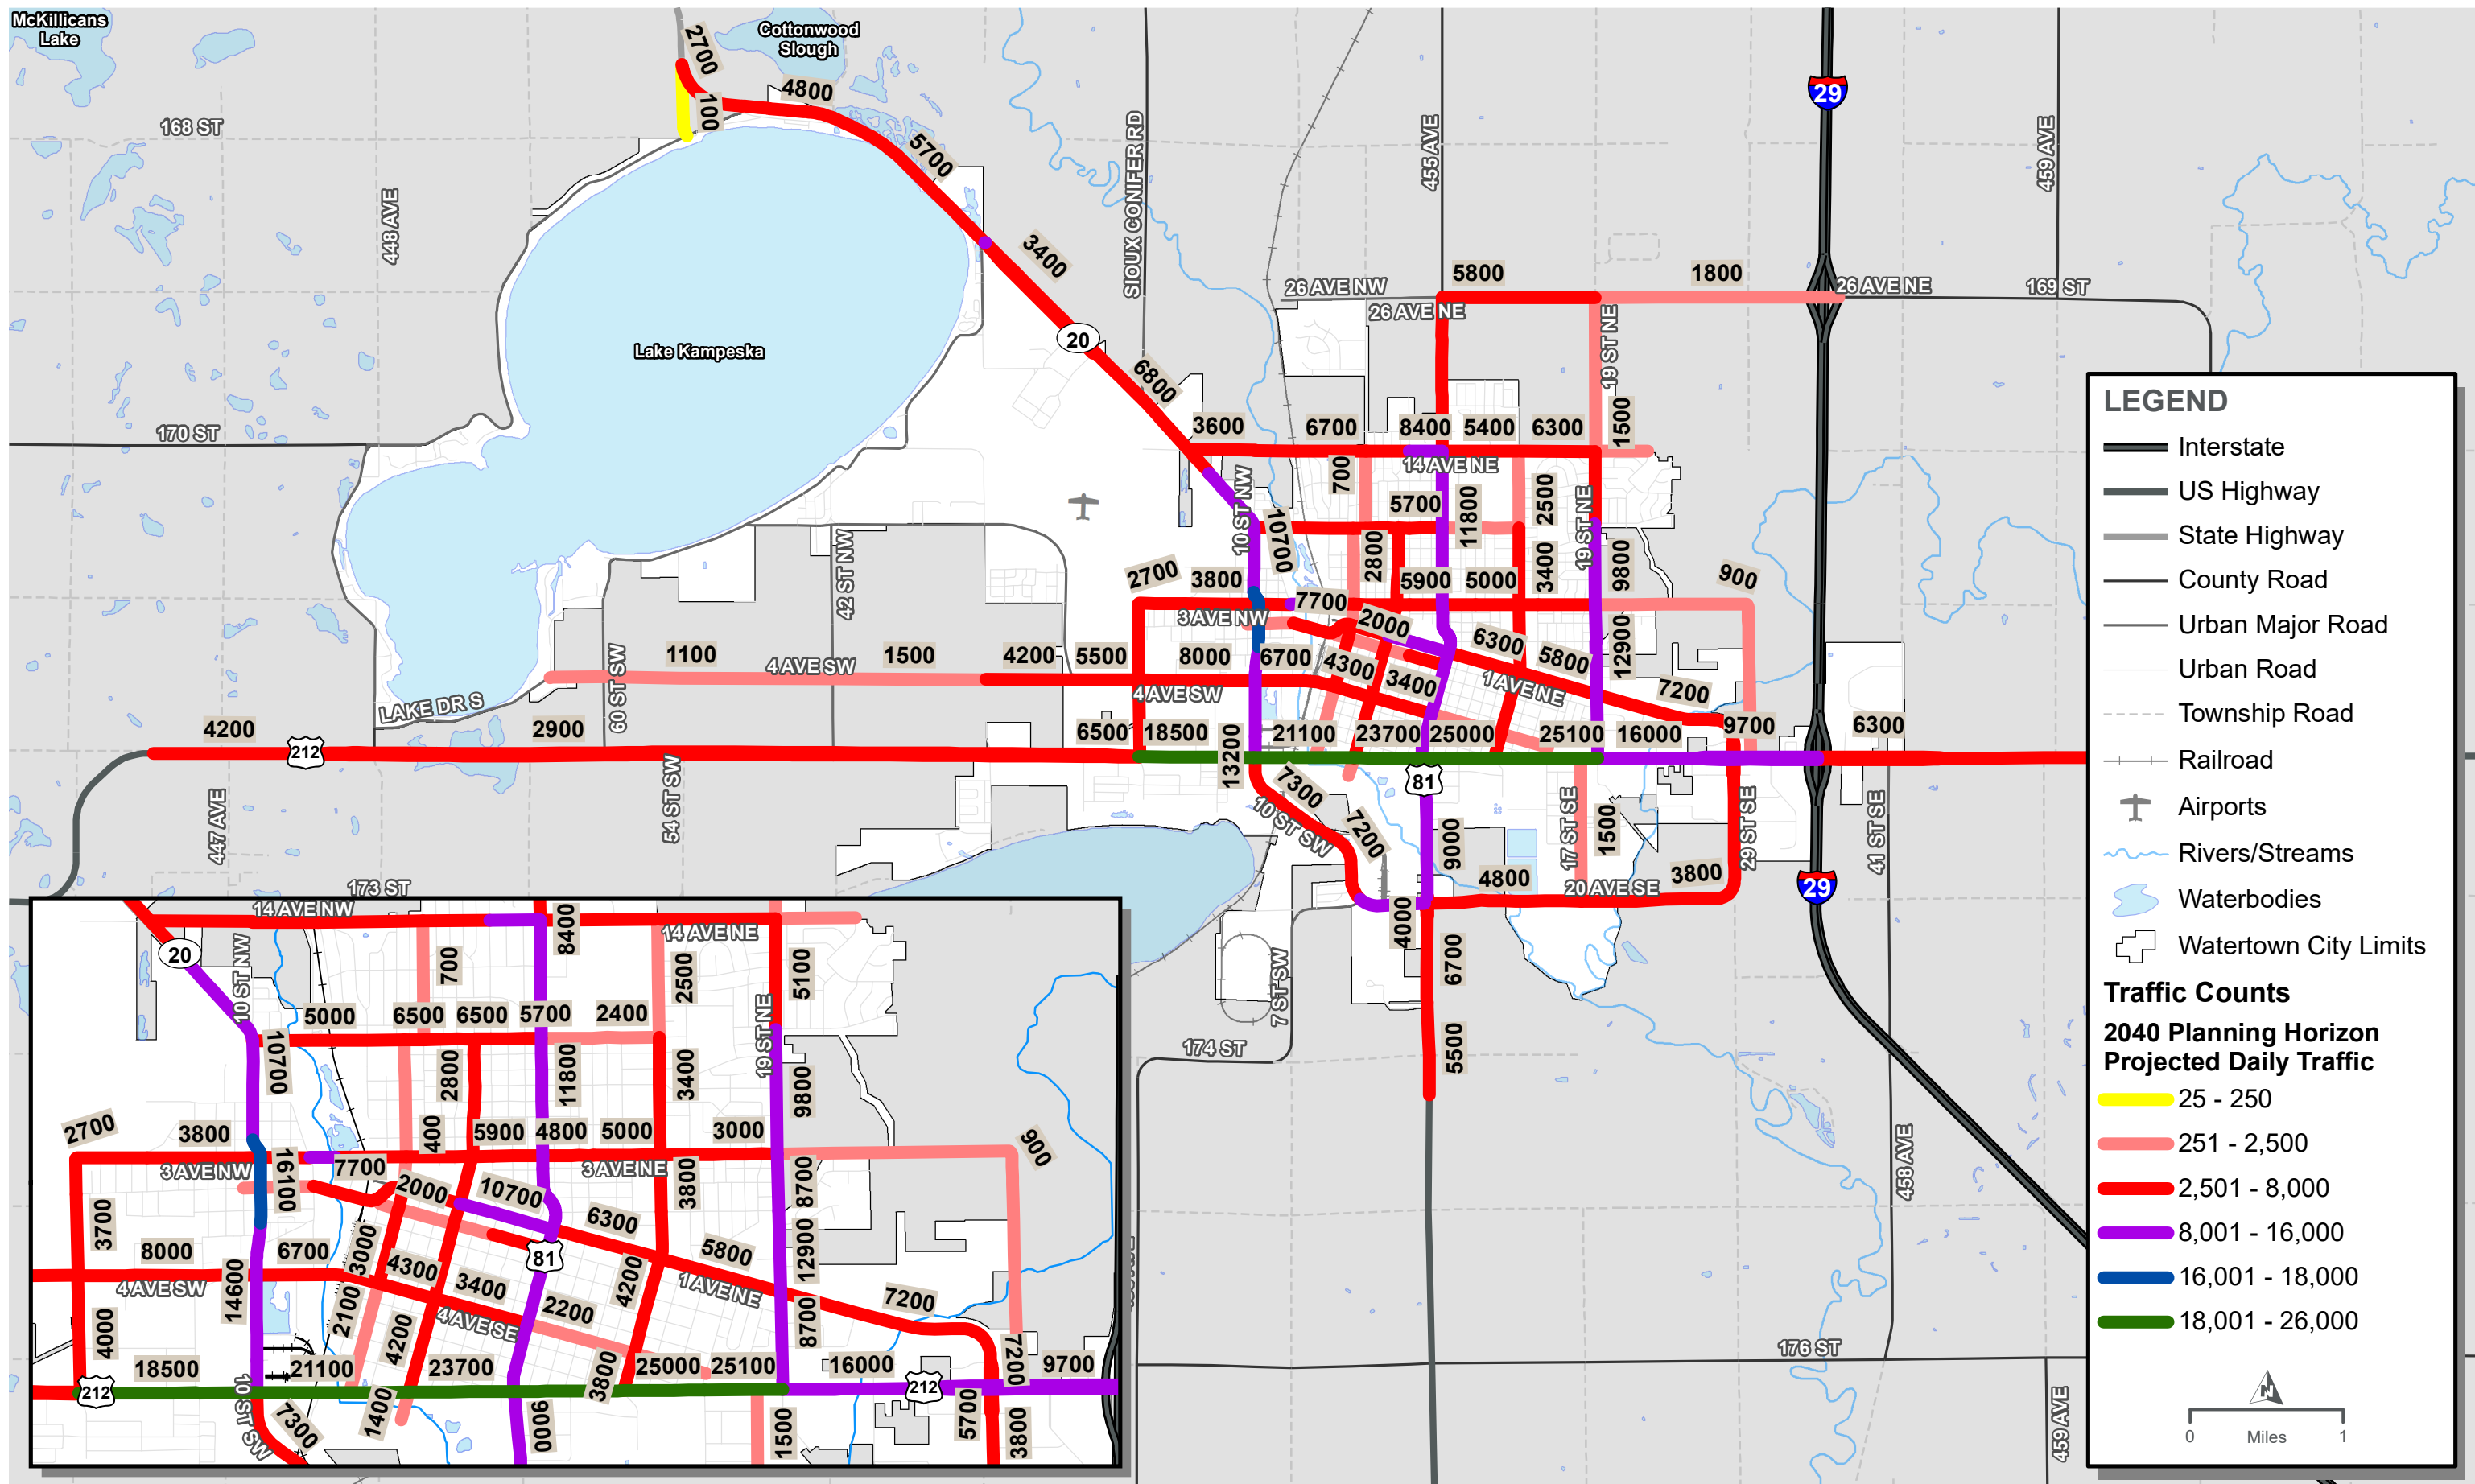 McKillicans
Lake
Cottonwood
Slough
2700
100
4800
5700
3400
20
6800
168 ST
448 AVE
SIOUX CONIFER RD
455 AVE
29
459 AVE
Lake Kampeska
26 AVE NW
5800
1800
26 AVE NE
169 ST
26 AVE NE
19 ST NE
170 ST
3600
6700
8400
5400
6300
1500
14 AVE NE
700
10 ST NW
5700
11800
2500
19 ST NE
10700
42 ST NW
2700
3800
2800
5900
5000
3400
9800
900
3 AVE NW
7700
2000
6300
5800
12900
60 ST SW
1100
4 AVE SW
1500
4200
5500
8000
6700
4300
3400
1 AVE NE
7200
4 AVE SW
LAKE DR S
4200
212
2900
6500
18500
13200
21100
23700
25000
25100
16000
9700
6300
81
447 AVE
54 ST SW
7300
10 ST SW
7200
9000
17 ST SE
1500
29 ST SE
41 ST SE
4800
20 AVE SE
3800
29
4000
6700
7 ST SW
5500
174 ST
173 ST
458 AVE
176 ST
459 AVE
14 AVE NW
20
10 ST NW
8400
14 AVE NE
700
2500
5100
5000
6500
6500
5700
2400
19 ST NE
10700
2800
11800
3400
9800
2700
3800
400
5900
4800
5000
3000
900
3 AVE NW
16100
7700
3 AVE NE
3800
8700
2000
10700
6300
3700
8000
6700
3000
4300
81
5800
12900
4 AVE SW
14600
3400
4200
1 AVE NE
7200
2100
2200
4 AVE SE
8700
4000
4200
18500
21100
23700
3800
25000
25100
16000
7200
9700
212
212
10 ST SW
7300
1400
9000
1500
5700
3800
LEGEND
Interstate
US Highway
State Highway
County Road
Urban Major Road
Urban Road
Township Road
Railroad
Airports
Rivers/Streams
Waterbodies
Watertown City Limits
Traffic Counts
2040 Planning Horizon
Projected Daily Traffic
25 - 250
251 - 2,500
2,501 - 8,000
8,001 - 16,000
16,001 - 18,000
18,001 - 26,000
N
0 Miles 1